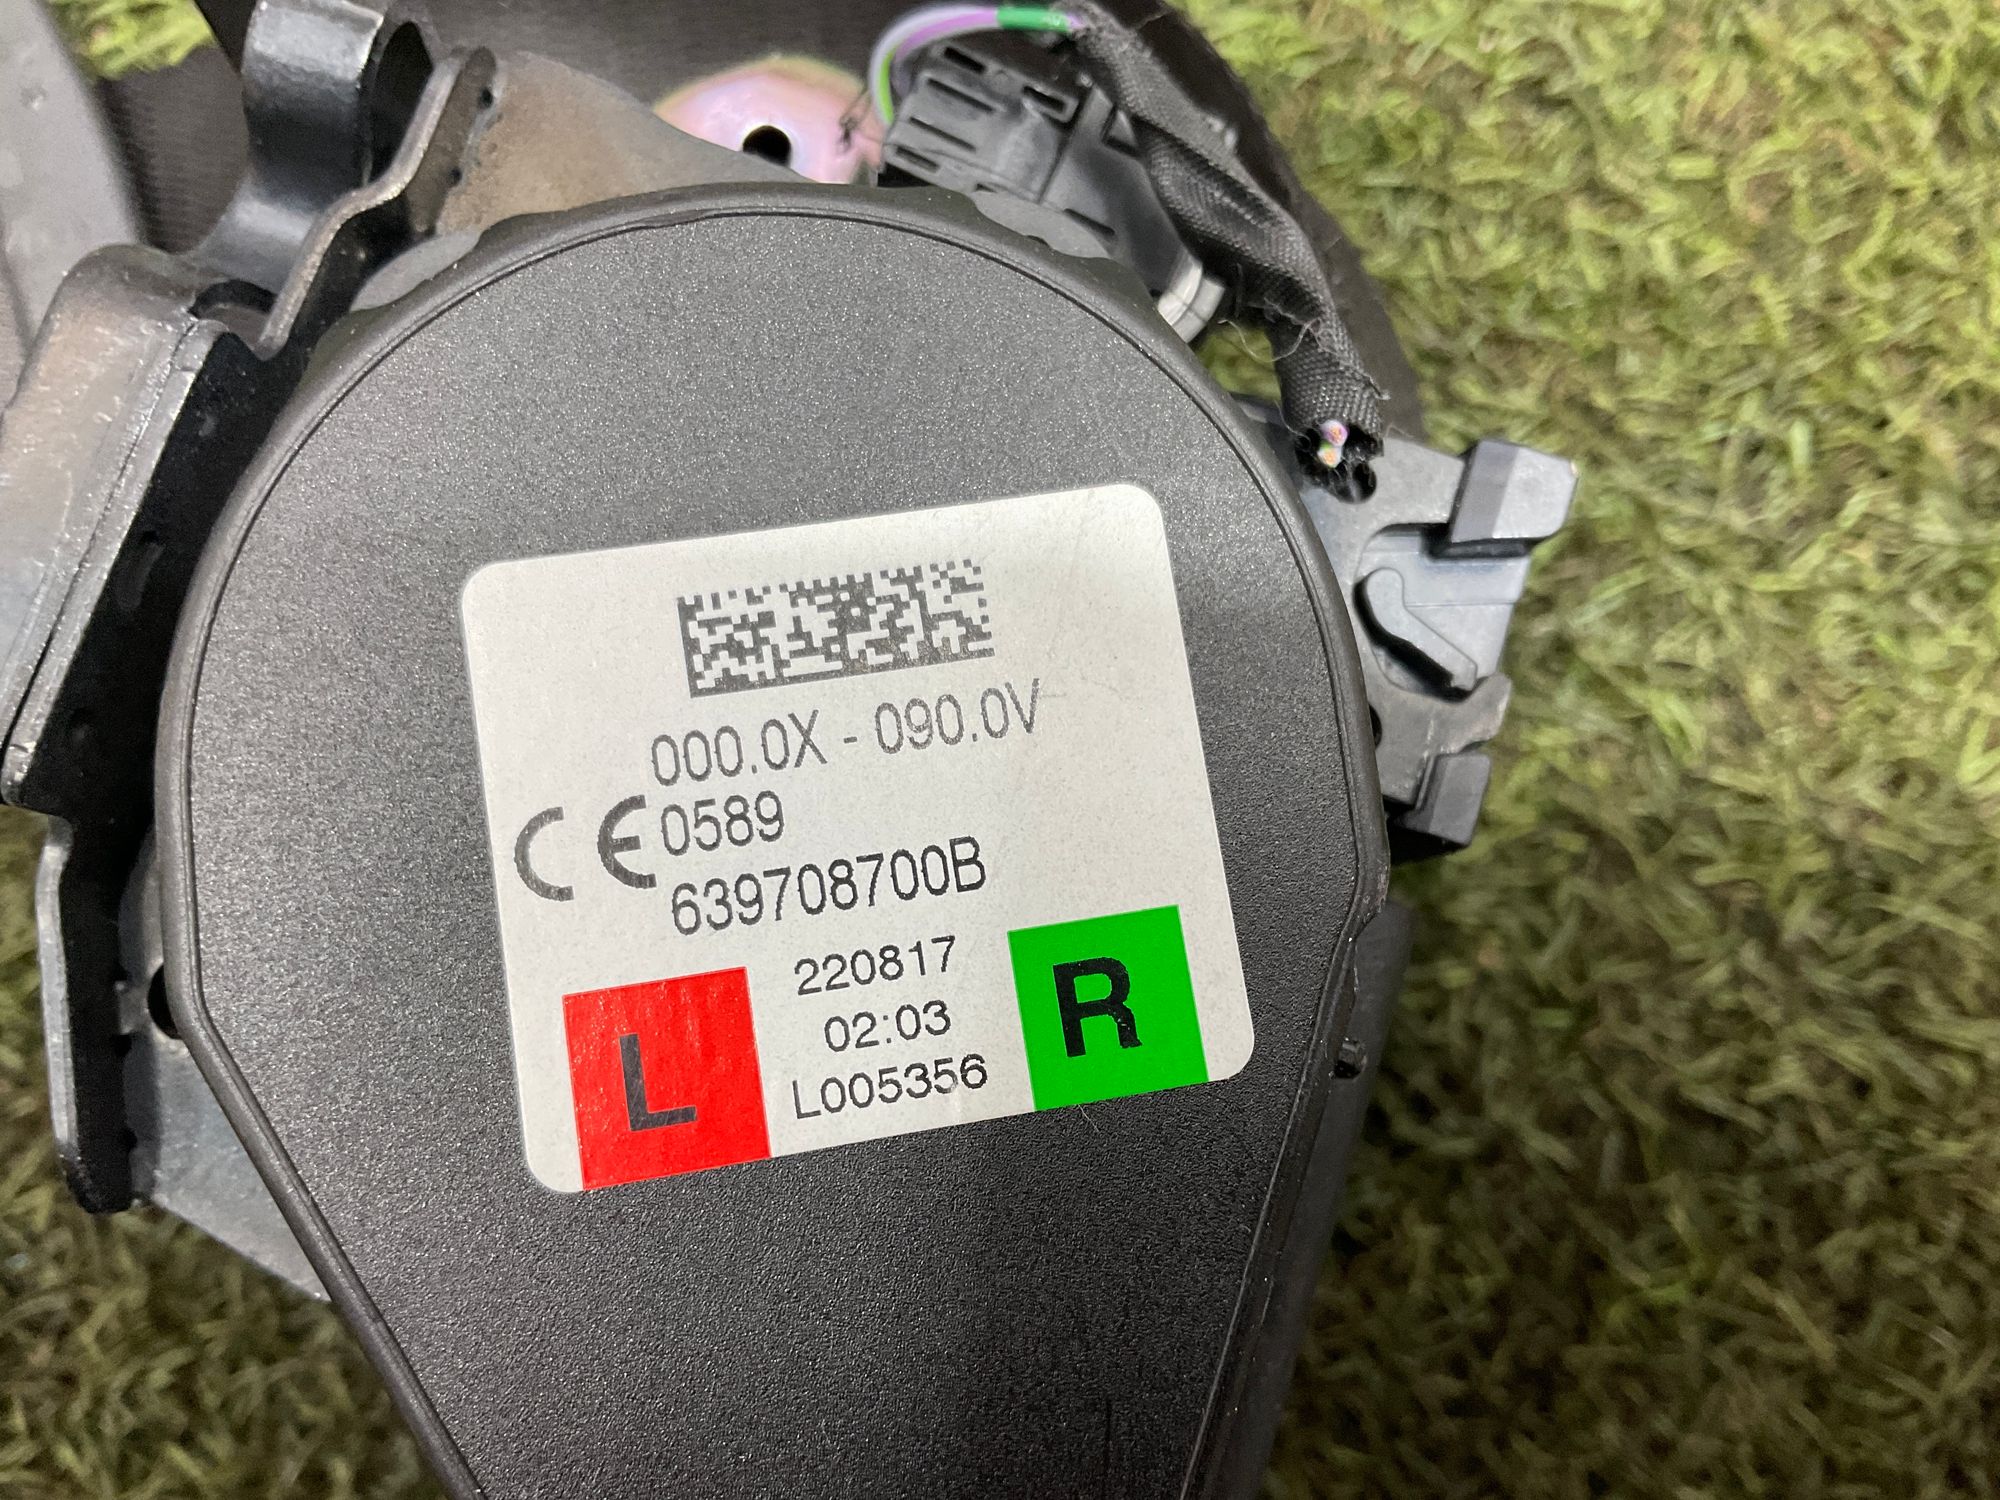 000.0X - 090.0V
CE 0589
639708700B
220817
02:03
L005356
L
R